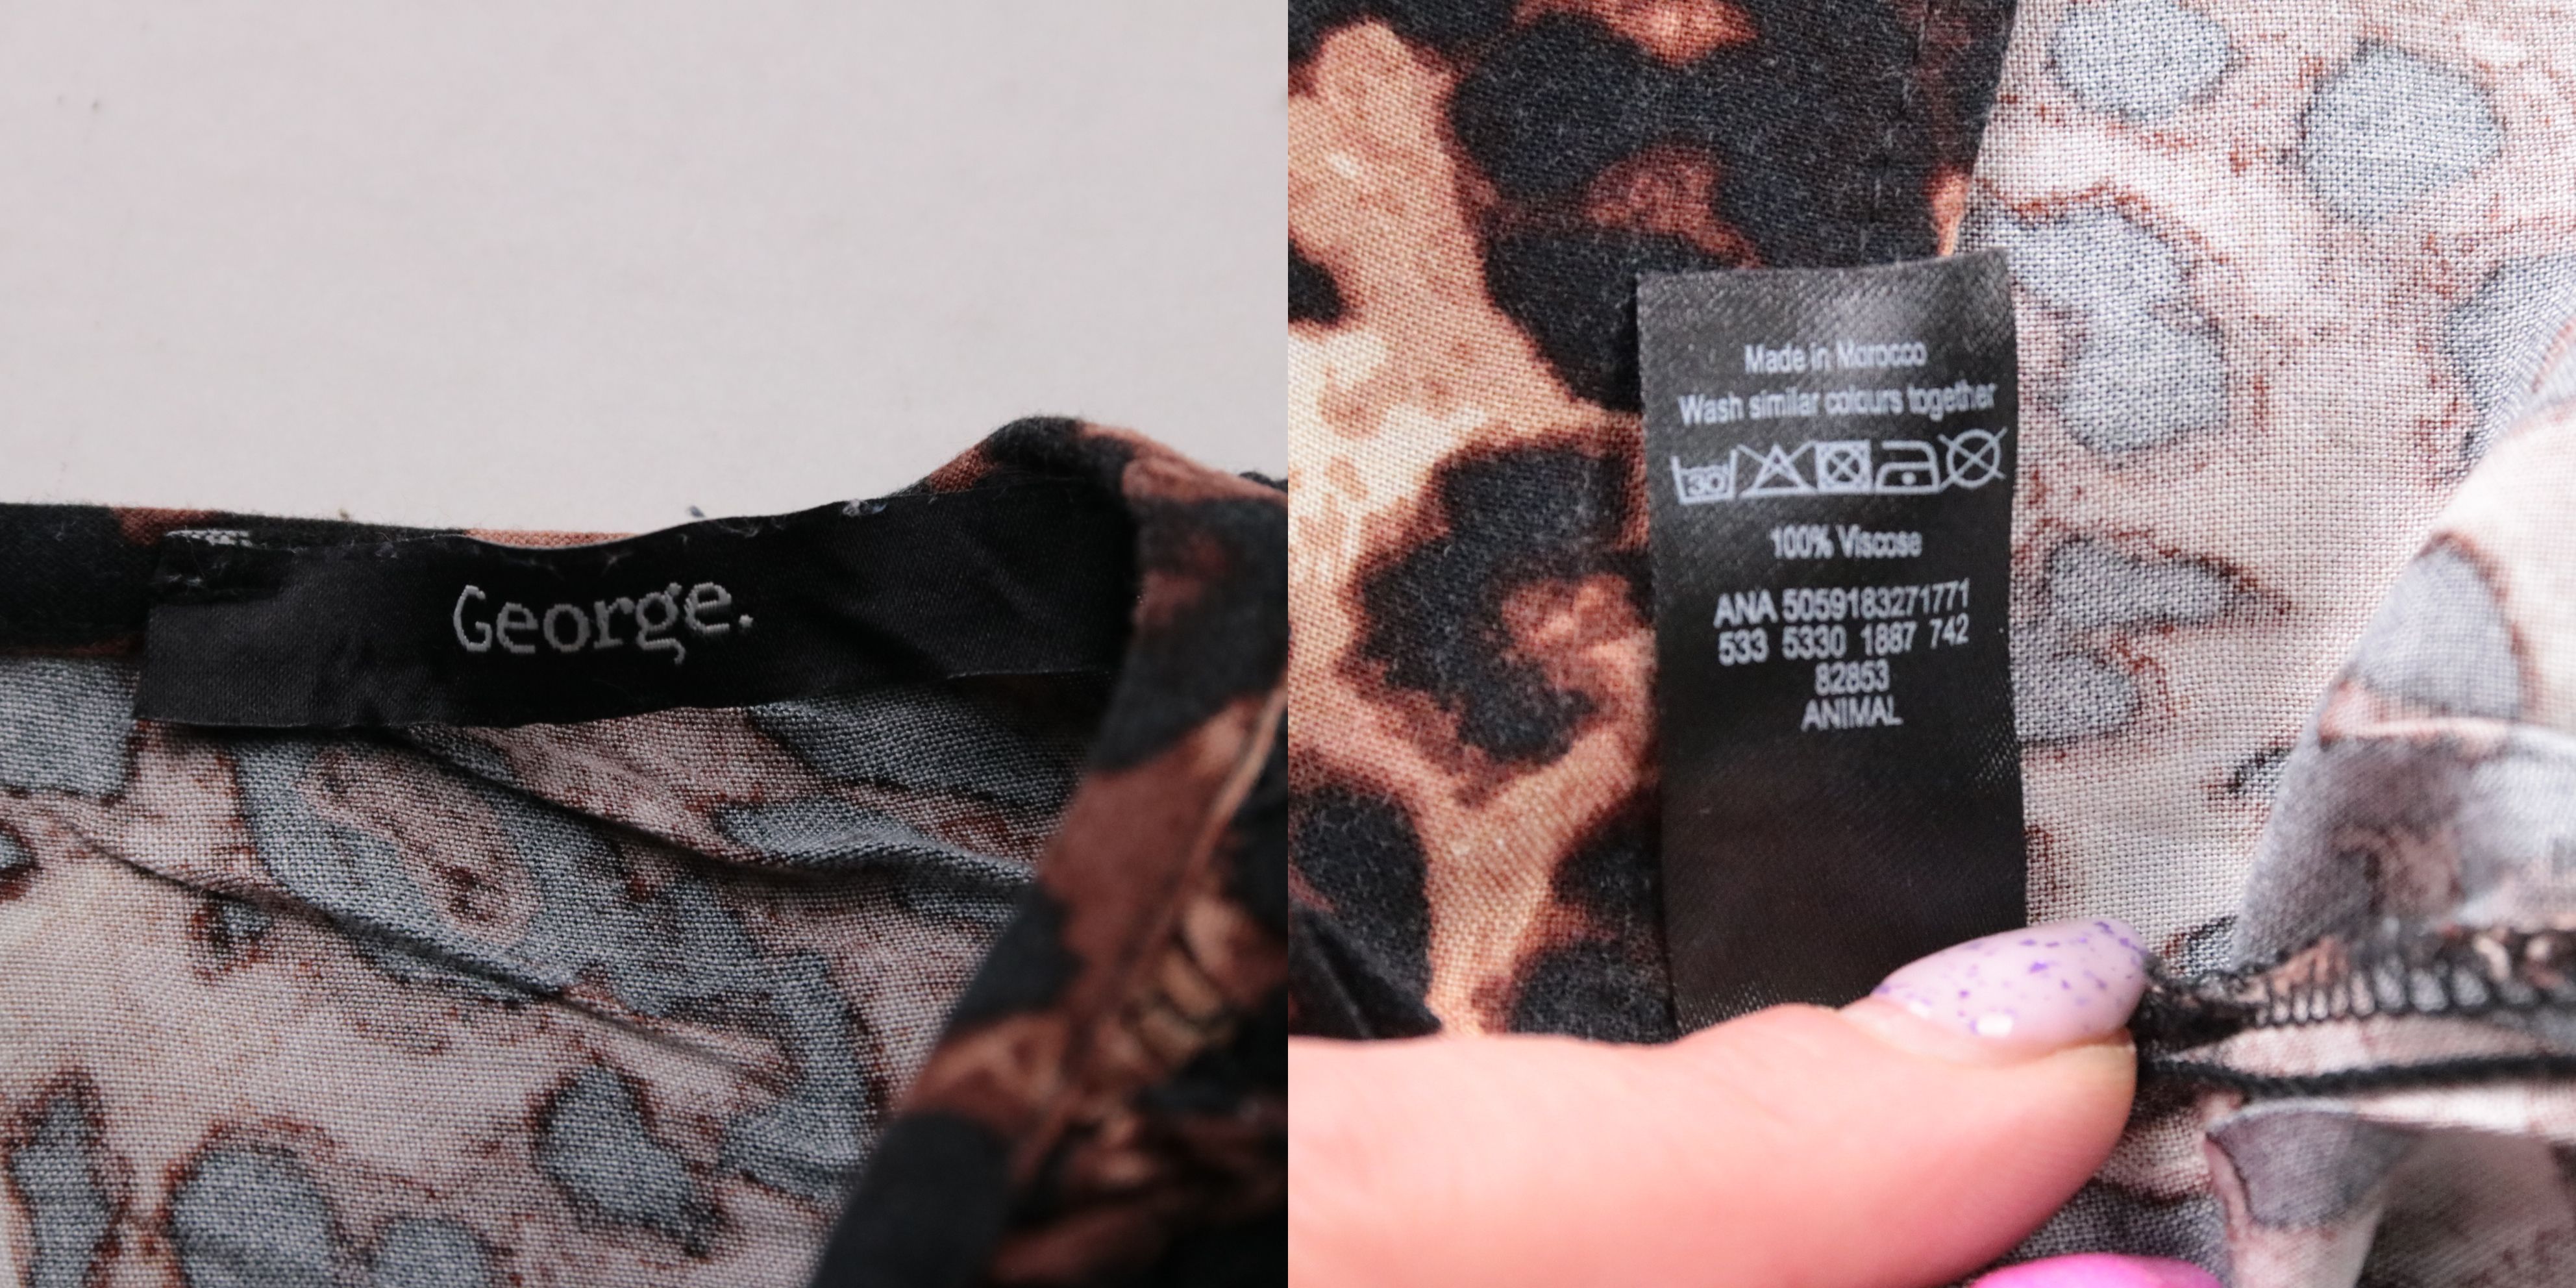 George.
Made in Morocco
Wash similar colours together
30
100% Viscose
ANA 5059183271771
533 5330 1887 742
82853
ANIMAL